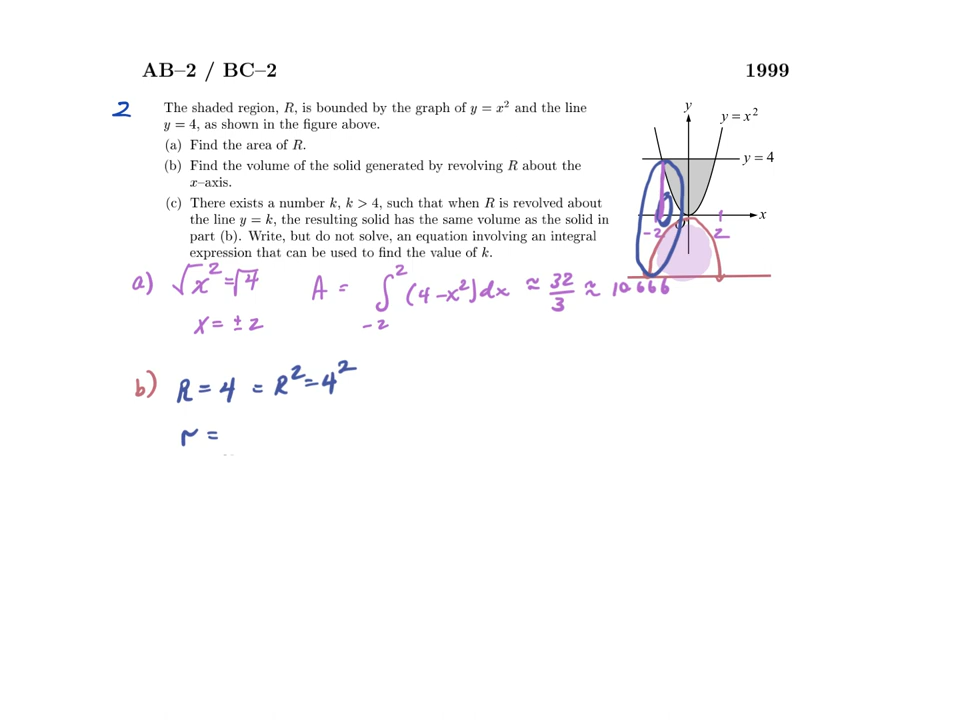 AB–2 / BC–2 1999
2 The shaded region, R, is bounded by the graph of y = x² and the line
y = 4, as shown in the figure above.
(a) Find the area of R.
(b) Find the volume of the solid generated by revolving R about the
x–axis.
(c) There exists a number k, k > 4, such that when R is revolved about
the line y = k, the resulting solid has the same volume as the solid in
part (b). Write, but do not solve, an equation involving an integral
expression that can be used to find the value of k.
y
y = x²
y = 4
x
-2 2
a) √x² = √4 A = ∫₋₂² (4 - x²) dx ≈ 32/3 ≈ 10.666
x = ± 2
b) R = 4 = R² = 4²
r =